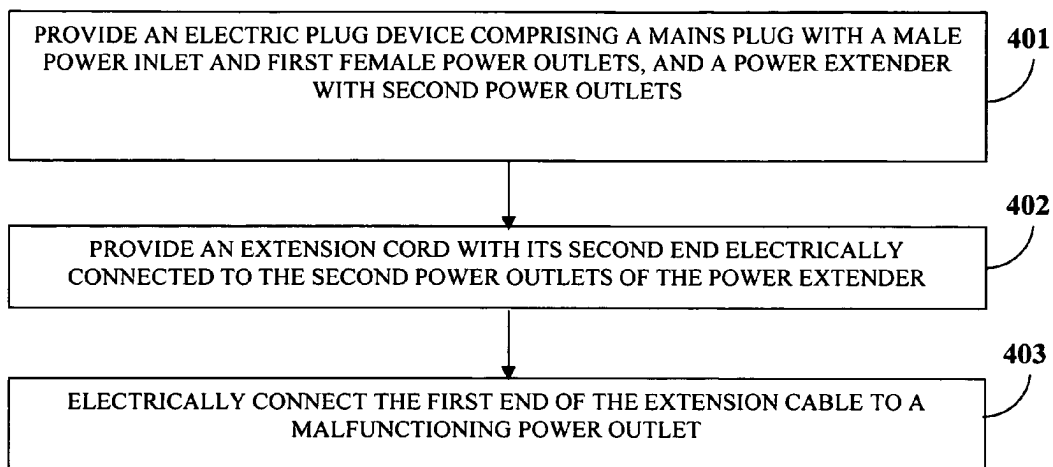 PROVIDE AN ELECTRIC PLUG DEVICE COMPRISING A MAINS PLUG WITH A MALE
POWER INLET AND FIRST FEMALE POWER OUTLETS, AND A POWER EXTENDER
WITH SECOND POWER OUTLETS
401
PROVIDE AN EXTENSION CORD WITH ITS SECOND END ELECTRICALLY
CONNECTED TO THE SECOND POWER OUTLETS OF THE POWER EXTENDER
402
ELECTRICALLY CONNECT THE FIRST END OF THE EXTENSION CABLE TO A
MALFUNCTIONING POWER OUTLET
403